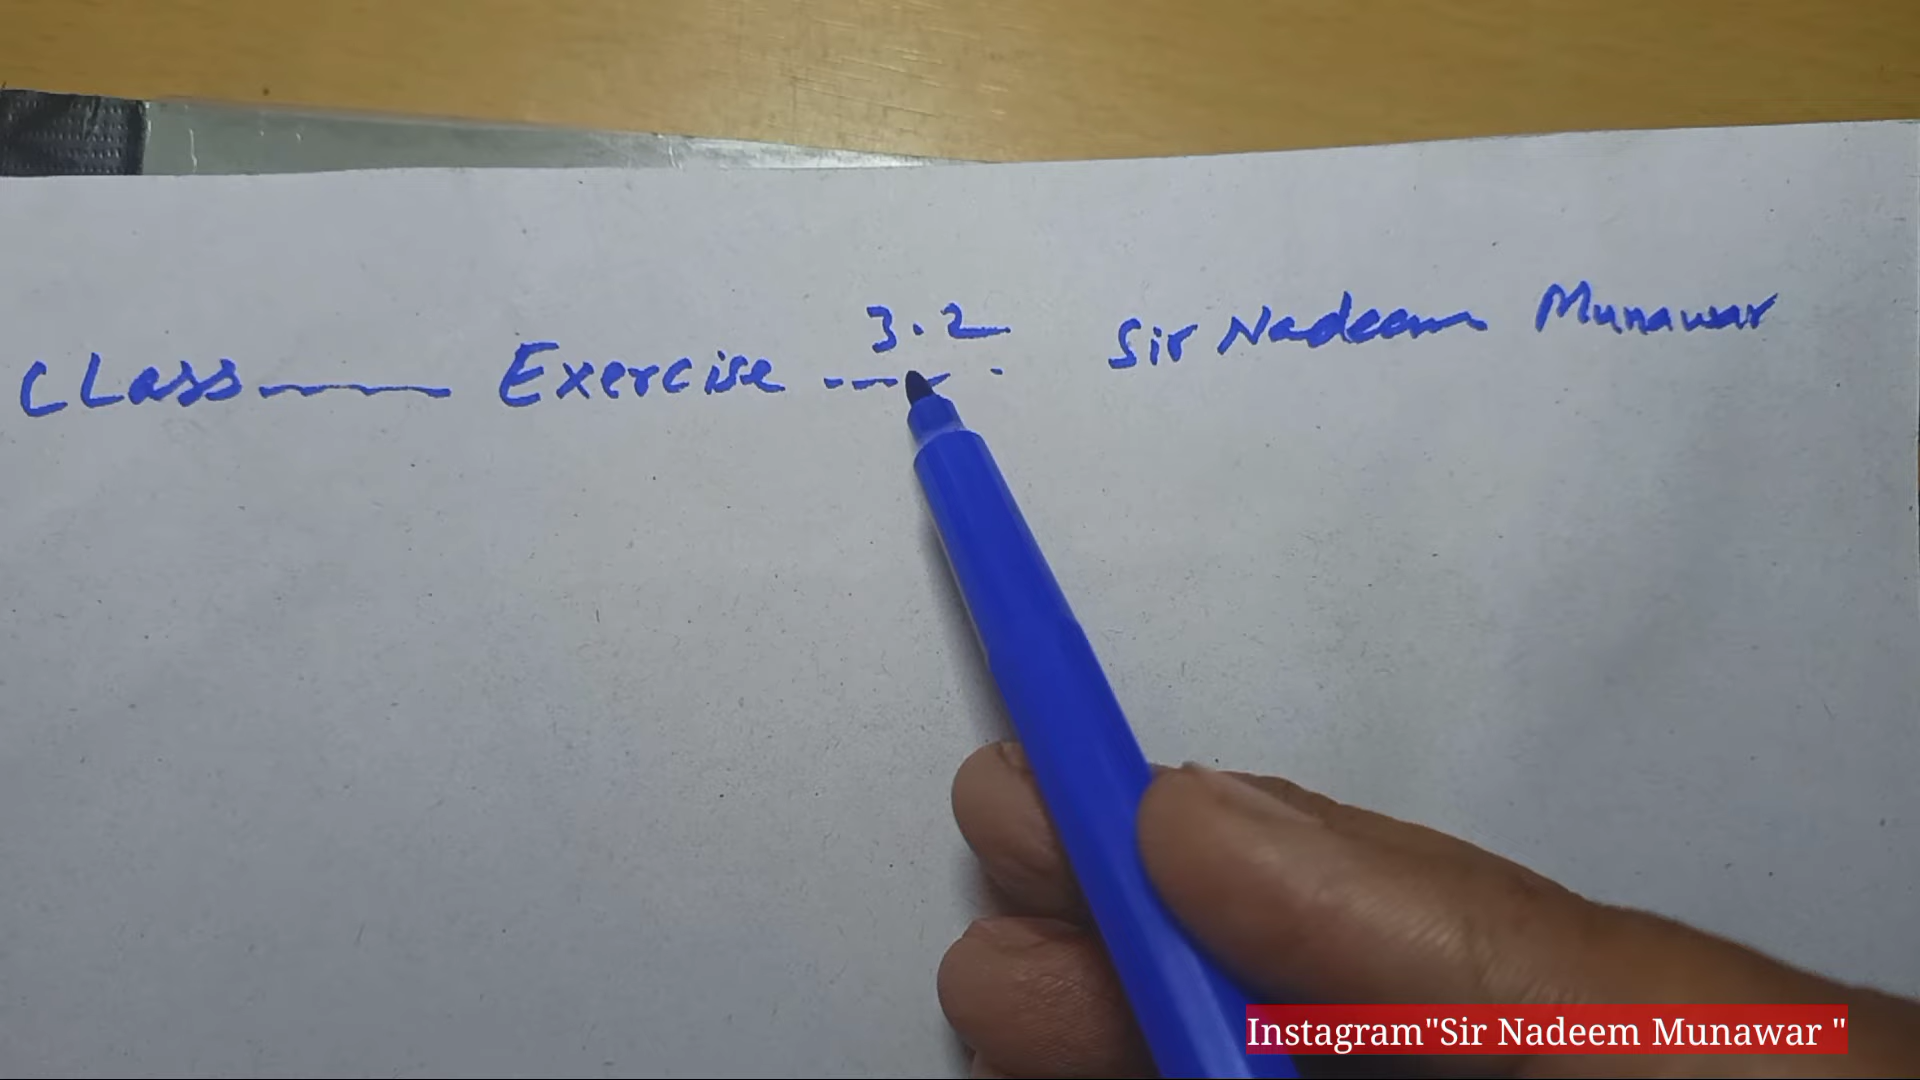 CLass —— Exercise ---- 3.2 . Sir Nadeem Munawar
Instagram"Sir Nadeem Munawar "